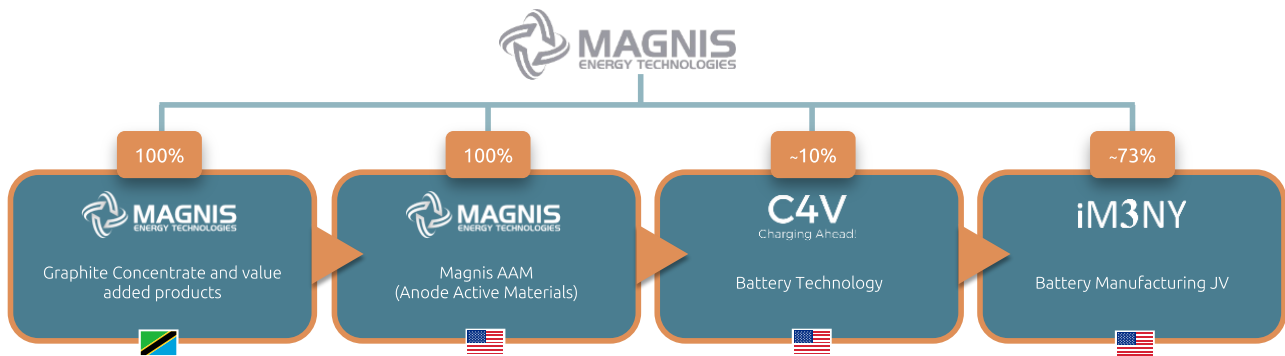 MAGNIS
ENERGY TECHNOLOGIES
100%
100%
~10%
~73%
MAGNIS
ENERGY TECHNOLOGIES
Graphite Concentrate and value
added products
MAGNIS
ENERGY TECHNOLOGIES
Magnis AAM
(Anode Active Materials)
C4V
Charging Ahead!
Battery Technology
iM3NY
Battery Manufacturing JV